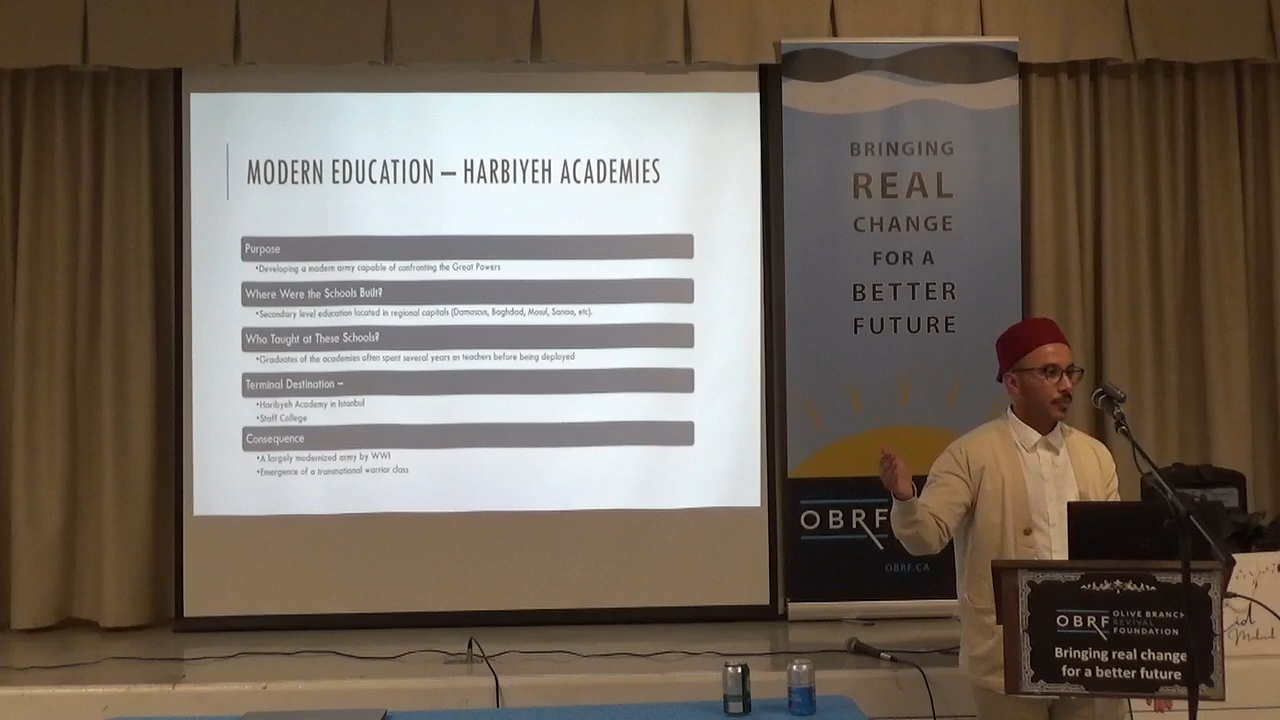 MODERN EDUCATION – HARBIYEH ACADEMIES
Purpose
•Developing a modern army capable of confronting the Great Powers
Where Were the Schools Built?
•Secondary level education located in regional capitals (Damascus, Baghdad, Mosul, Sanaa, etc).
Who Taught at These Schools?
•Graduates of the academies often spent several years as teachers before being deployed
Terminal Destination –
•Haribyeh Academy in Istanbul
•Staff College
Consequence
•A largely modernized army by WWI
•Emergence of a transnational warrior class
BRINGING
REAL
CHANGE
FOR A
BETTER
FUTURE
OBRF
OBRF.CA
OBRF
OLIVE BRANCH
REVIVAL
FOUNDATION
Bringing real change
for a better future